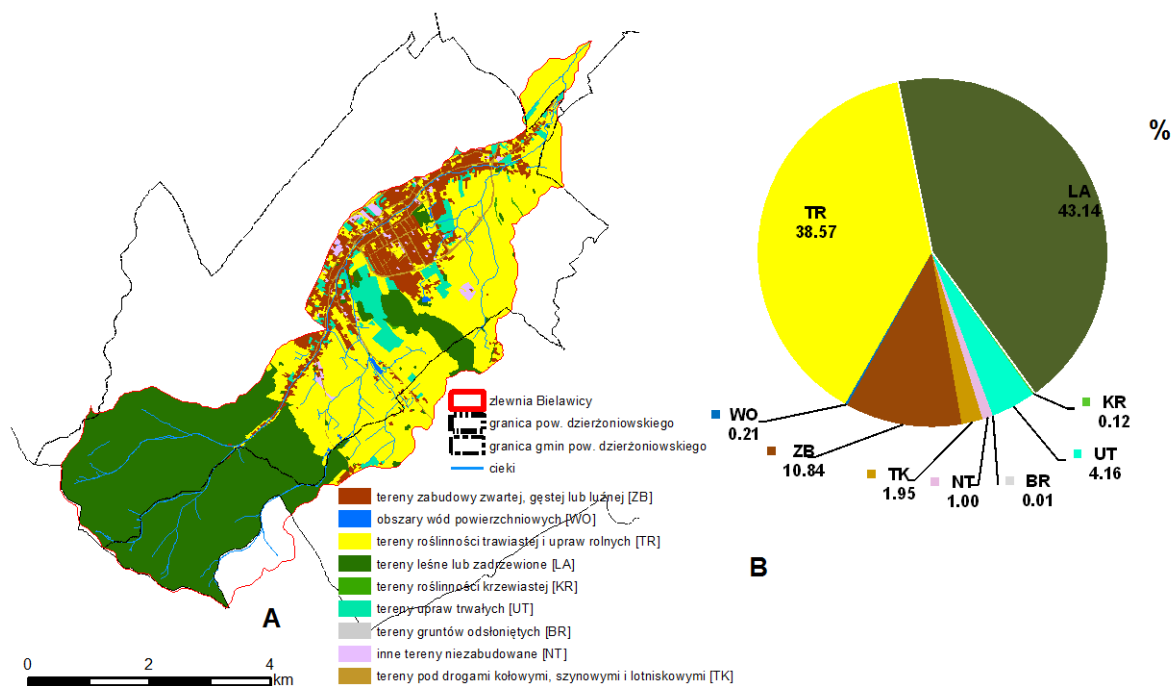 zlewnia Bielawicy
granica pow. dzierżoniowskiego
granica gmin pow. dzierżoniowskiego
cieki
tereny zabudowy zwartej, gęstej lub luźnej [ZB]
obszary wód powierzchniowych [WO]
tereny roślinności trawiastej i upraw rolnych [TR]
tereny leśne lub zadrzewione [LA]
tereny roślinności krzewiastej [KR]
tereny upraw trwałych [UT]
tereny gruntów odsłoniętych [BR]
inne tereny niezabudowane [NT]
tereny pod drogami kołowymi, szynowymi i lotniskowymi [TK]
A
0 2 4
km
%
TR
38.57
LA
43.14
WO
0.21
ZB
10.84
TK
1.95
NT
1.00
BR
0.01
UT
4.16
KR
0.12
B